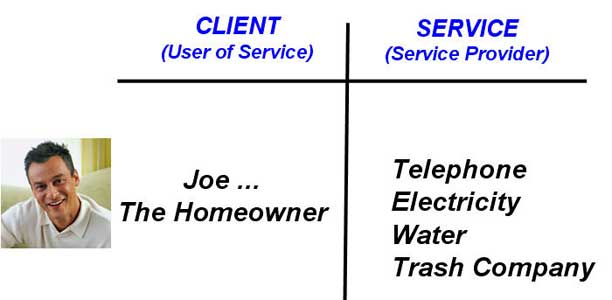 CLIENT
(User of Service)
SERVICE
(Service Provider)
Joe ...
The Homeowner
Telephone
Electricity
Water
Trash Company